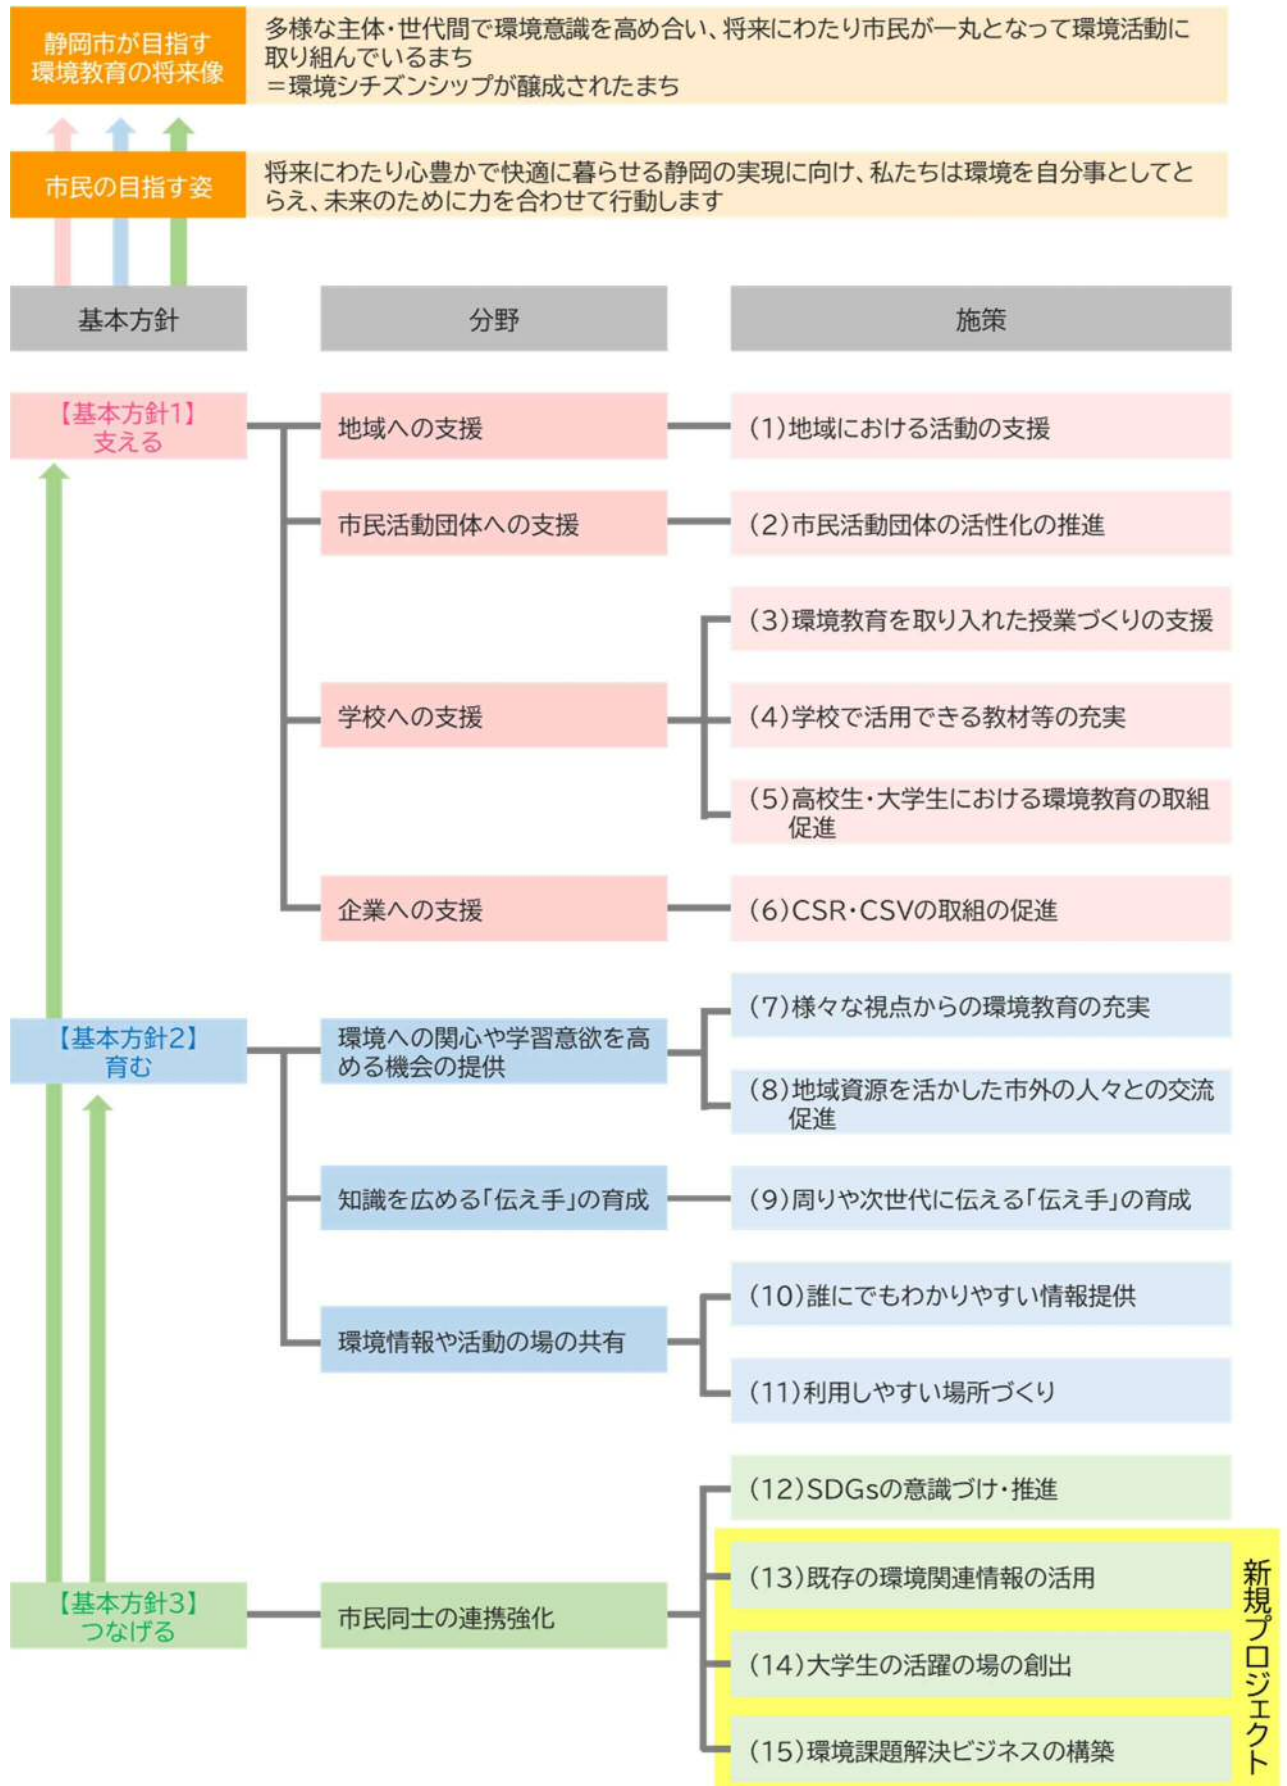 静岡市が目指す
環境教育の将来像
多様な主体・世代間で環境意識を高め合い、将来にわたり市民が一丸となって環境活動に
取り組んでいるまち
＝環境シチズンシップが醸成されたまち
市民の目指す姿
将来にわたり心豊かで快適に暮らせる静岡の実現に向け、私たちは環境を自分事としてと
らえ、未来のために力を合わせて行動します
基本方針
分野
施策
【基本方針1】
支える
地域への支援
(1)地域における活動の支援
市民活動団体への支援
(2)市民活動団体の活性化の推進
学校への支援
(3)環境教育を取り入れた授業づくりの支援
(4)学校で活用できる教材等の充実
(5)高校生・大学生における環境教育の取組
促進
企業への支援
(6)CSR・CSVの取組の促進
【基本方針2】
育む
環境への関心や学習意欲を高
める機会の提供
(7)様々な視点からの環境教育の充実
(8)地域資源を活かした市外の人々との交流
促進
知識を広める「伝え手」の育成
(9)周りや次世代に伝える「伝え手」の育成
環境情報や活動の場の共有
(10)誰にでもわかりやすい情報提供
(11)利用しやすい場所づくり
【基本方針3】
つなげる
市民同士の連携強化
(12)SDGsの意識づけ・推進
(13)既存の環境関連情報の活用
(14)大学生の活躍の場の創出
(15)環境課題解決ビジネスの構築
新規プロジェクト